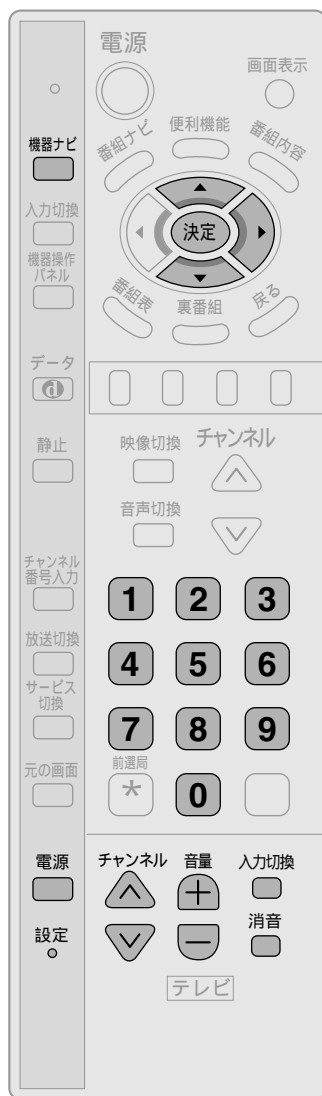 電源
画面表示
機器ナビ
番組ナビ
便利機能
番組内容
入力切換
決定
機器操作
パネル
番組表
裏番組
戻る
データ
d
静止
映像切換
チャンネル
音声切換
チャンネル
番号入力
1 2 3
放送切換
4 5 6
サービス
切換
7 8 9
元の画面
前選局
* 0
電源
チャンネル
音量
入力切換
+
設定
消音
−
テレビ